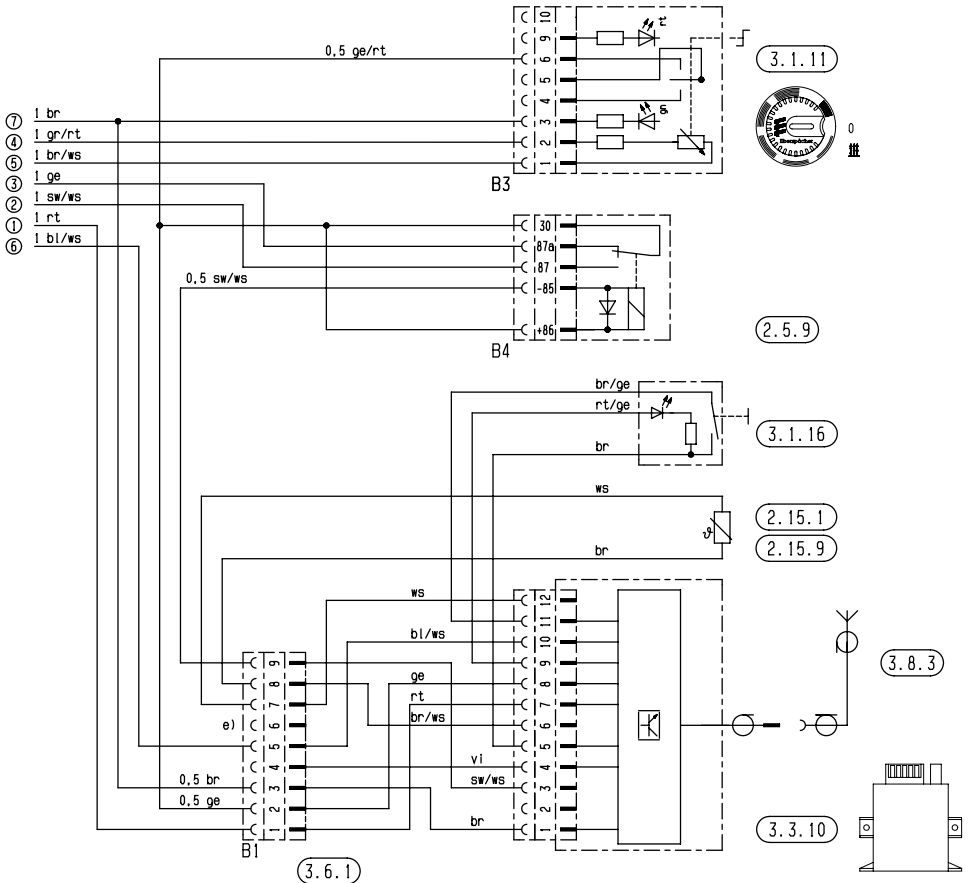 10
9
6
5
4
3
2
1
rt
gr
B3
0,5 ge/rt
3.1.11
eberspächer
0
7 1 br
4 1 gr/rt
5 1 br/ws
3 1 ge
2 1 sw/ws
1 1 rt
6 1 bl/ws
30
87a
87
-85
+86
B4
0,5 sw/ws
2.5.9
br/ge
rt/ge
br
3.1.16
ws
ϑ
2.15.1
2.15.9
br
ws
bl/ws
ge
rt
br/ws
vi
sw/ws
br
12
11
10
9
8
7
6
5
4
3
2
1
3.8.3
3.3.10
9
8
7
e) 6
5
4
0,5 br 3
0,5 ge 2
1
B1
3.6.1